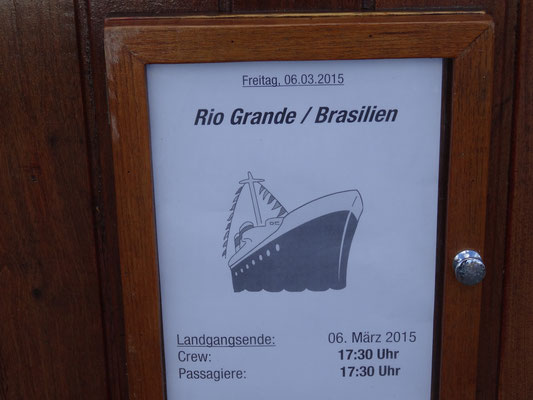 Freitag, 06.03.2015
Rio Grande / Brasilien
Landgangsende: 06. März 2015
Crew: 17:30 Uhr
Passagiere: 17:30 Uhr